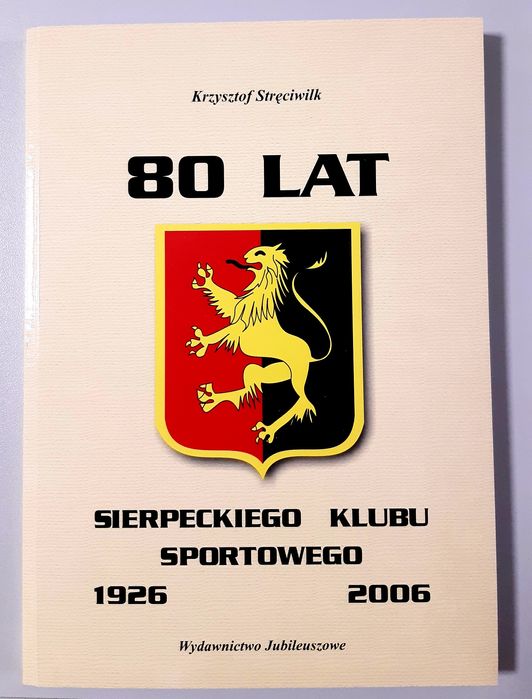 Krzysztof Stręciwilk
80 LAT
SIERPECKIEGO KLUBU
SPORTOWEGO
1926 2006
Wydawnictwo Jubileuszowe